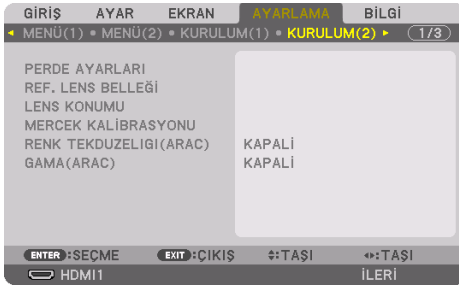 GİRİŞ AYAR EKRAN AYARLAMA BİLGİ
MENÜ(1) • MENÜ(2) • KURULUM(1) • KURULUM(2) 1/3
PERDE AYARLARI
REF. LENS BELLEĞİ
LENS KONUMU
MERCEK KALİBRASYONU
RENK TEKDUZELIGI(ARAC) KAPALİ
GAMA(ARAC) KAPALİ
ENTER :SEÇME EXIT :ÇIKIŞ :TAŞI :TAŞI
HDMI1 İLERİ